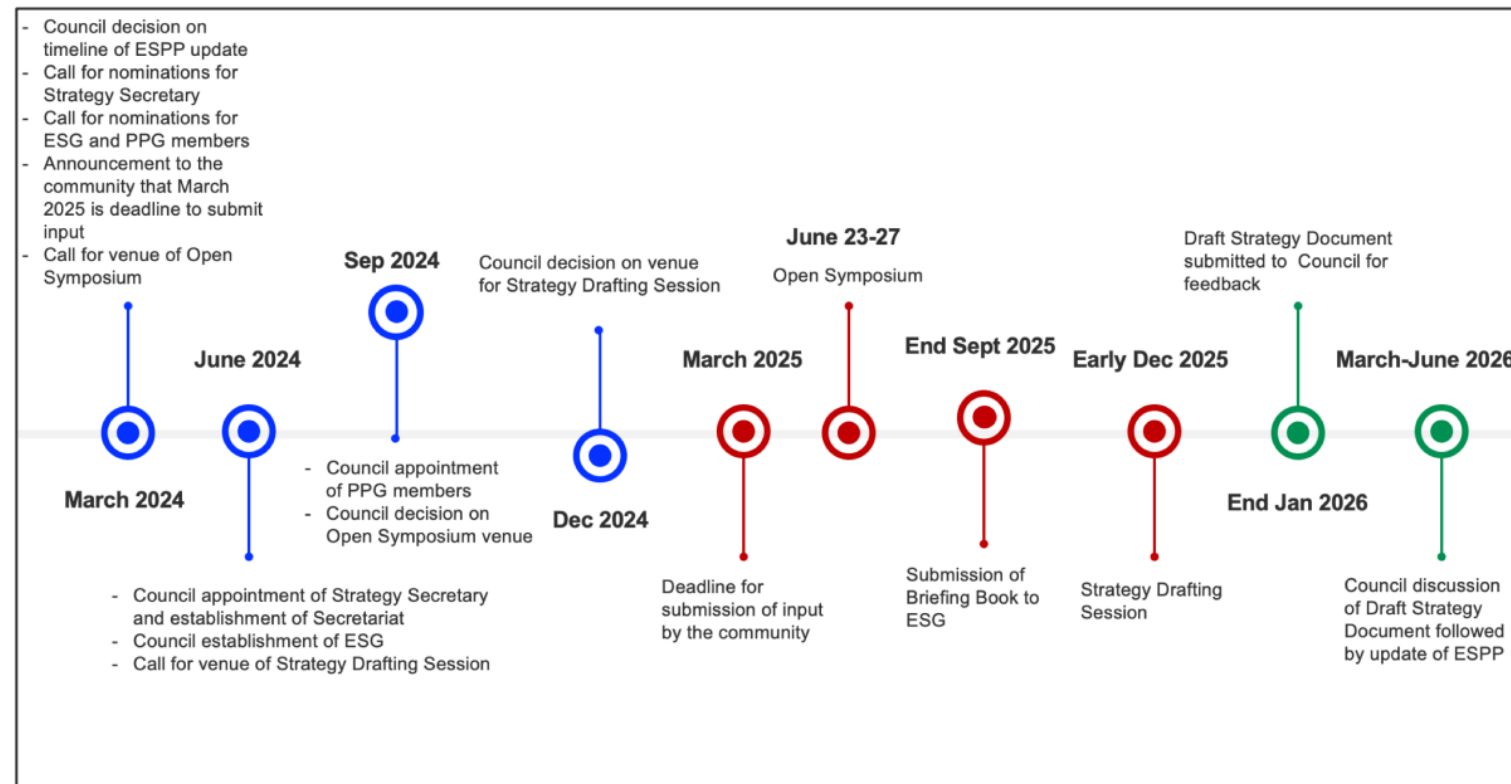 - Council decision on
timeline of ESPP update
- Call for nominations for
Strategy Secretary
- Call for nominations for
ESG and PPG members
- Announcement to the
community that March
2025 is deadline to submit
input
- Call for venue of Open
Symposium
March 2024
June 2024
- Council appointment of Strategy Secretary
and establishment of Secretariat
- Council establishment of ESG
- Call for venue of Strategy Drafting Session
Sep 2024
- Council appointment
of PPG members
- Council decision on
Open Symposium venue
Council decision on venue
for Strategy Drafting Session
Dec 2024
March 2025
Deadline for
submission of input
by the community
June 23-27
Open Symposium
End Sept 2025
Submission of
Briefing Book to
ESG
Early Dec 2025
Strategy Drafting
Session
Draft Strategy Document
submitted to Council for
feedback
End Jan 2026
March-June 2026
Council discussion
of Draft Strategy
Document followed
by update of ESPP